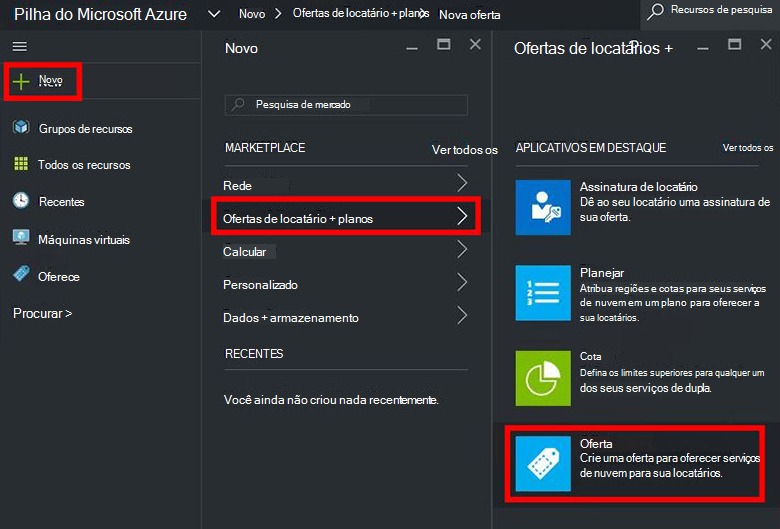 Pilha do Microsoft Azure
Novo > Ofertas de locatário + planos > Nova oferta
Recursos de pesquisa
Novo
Grupos de recursos
Todos os recursos
Recentes
Máquinas virtuais
Oferece
Procurar >
Novo
Pesquisa de mercado
MARKETPLACE
Ver todos os
Rede
Ofertas de locatário + planos
Calcular
Personalizado
Dados + armazenamento
RECENTES
Você ainda não criou nada recentemente.
Ofertas de locatários +
APLICATIVOS EM DESTAQUE
Ver todos os
Assinatura de locatário
Dê ao seu locatário uma assinatura de
sua oferta.
Planejar
Atribua regiões e cotas para seus serviços
de nuvem em um plano para oferecer a
sua locatários.
Cota
Defina os limites superiores para qualquer um
dos seus serviços de dupla.
Oferta
Crie uma oferta para oferecer serviços
de nuvem para sua locatários.